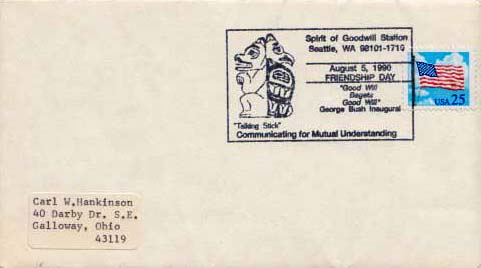 Spirit of Goodwill Station
Seattle, WA 98101-1710
August 5, 1990
FRIENDSHIP DAY
"Good Will
Begets
Good Will"
George Bush Inaugural
"Talking Stick"
Communicating for Mutual Understanding
USA 25
Carl W.Hankinson
40 Darby Dr. S.E.
Galloway, Ohio
43119